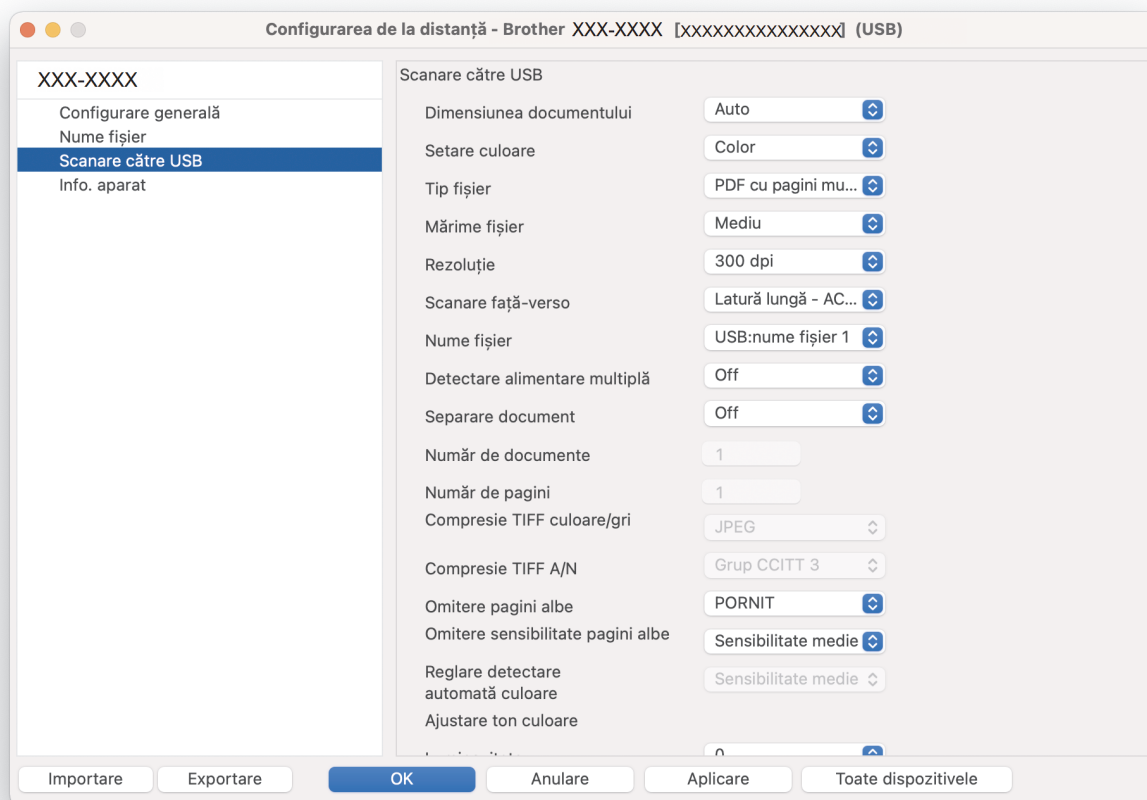 Configurarea de la distanță - Brother XXX-XXXX [XXXXXXXXXXXXXXX] (USB)
XXX-XXXX
Configurare generală
Nume fișier
Scanare către USB
Info. aparat
Scanare către USB
Dimensiunea documentului Auto
Setare culoare Color
Tip fișier PDF cu pagini mu...
Mărime fișier Mediu
Rezoluție 300 dpi
Scanare față-verso Latură lungă - AC...
Nume fișier USB:nume fișier 1
Detectare alimentare multiplă Off
Separare document Off
Număr de documente 1
Număr de pagini 1
Compresie TIFF culoare/gri JPEG
Compresie TIFF A/N Grup CCITT 3
Omitere pagini albe PORNIT
Omitere sensibilitate pagini albe Sensibilitate medie
Reglare detectare
automată culoare Sensibilitate medie
Ajustare ton culoare
0
Importare Exportare OK Anulare Aplicare Toate dispozitivele